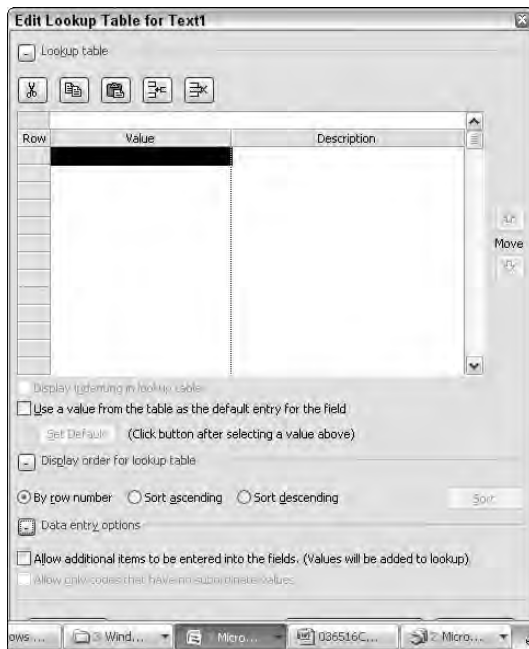 Edit Lookup Table for Text1
Lookup table
Row Value Description
Move
Display indenting in lookup table
Use a value from the table as the default entry for the field
Set Default (Click button after selecting a value above)
Display order for lookup table
By row number Sort ascending Sort descending Sort
Data entry options
Allow additional items to be entered into the fields. (Values will be added to lookup)
Allow only codes that have no subordinate values
ows ... 3 Wind... Micro... 036516C... 2 Micro...